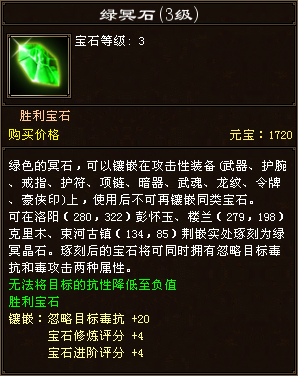 绿冥石(3级)
宝石等级: 3
胜利宝石
购买价格 元宝: 1720
绿色的冥石，可以镶嵌在攻击性装备(武器、护腕
、戒指、护符、项链、暗器、武魂、龙纹、令牌
、豪侠印)上，使用后不可再镶嵌同类宝石。
可在洛阳（280，322）彭怀玉、楼兰（279，198）
克里木、束河古镇（134，85）荆嵌实处琢刻为绿
冥晶石。琢刻后的宝石将可同时拥有忽略目标毒
抗和毒攻击两种属性。
无法将目标的抗性降低至负值
胜利宝石
镶嵌: 忽略目标毒抗 +20
宝石修炼评分 +4
宝石进阶评分 +4